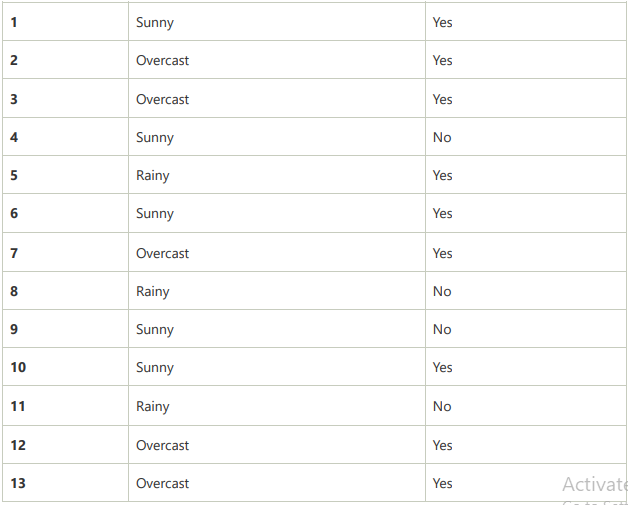 1 Sunny Yes
2 Overcast Yes
3 Overcast Yes
4 Sunny No
5 Rainy Yes
6 Sunny Yes
7 Overcast Yes
8 Rainy No
9 Sunny No
10 Sunny Yes
11 Rainy No
12 Overcast Yes
13 Overcast Yes
Activate